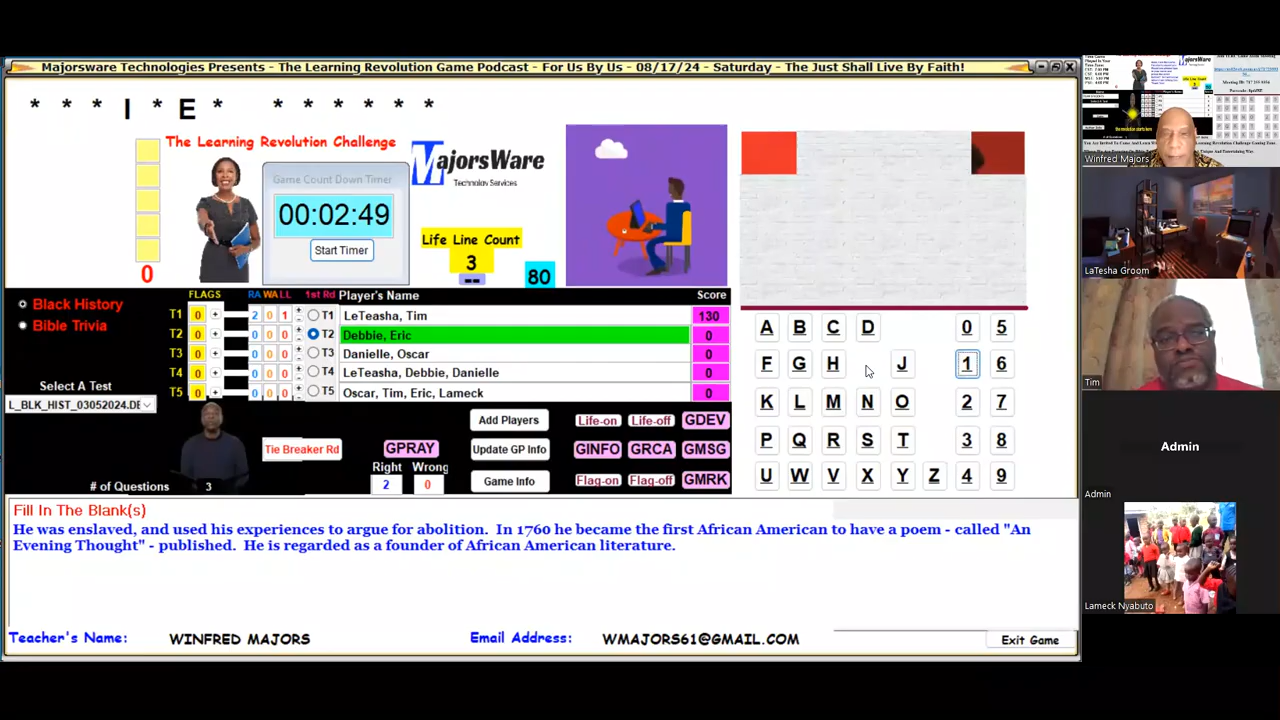 Majorsware Technologies Presents - The Learning Revolution Game Podcast - For Us By Us - 08/17/24 - Saturday - The Just Shall Live By Faith!
* * * I * E * * * * * * *
The Learning Revolution Challenge
Game Count Down Timer
00:02:49
Start Timer
0
MajorsWare
Technology Services
Life Line Count
3
80
FLAGS RA WA LL 1st Rd Player's Name Score
Black History
Bible Trivia
T1 0 + 2 0 1 T1 LeTeasha, Tim 130
T2 0 + 0 0 0 T2 Debbie, Eric 0
T3 0 + 0 0 0 T3 Danielle, Oscar 0
T4 0 + 0 0 0 T4 LeTeasha, Debbie, Danielle 0
T5 0 + 0 0 0 T5 Oscar, Tim, Eric, Lameck 0
Select A Test
L_BLK_HIST_03052024.DE
# of Questions 3
Tie Breaker Rd
GPRAY
Right Wrong
2 0
Add Players Life-on Life-off GDEV
Update GP Info GINFO GRCA GMSG
Game Info Flag-on Flag-off GMRK
A B C D 0 5
F G H J 1 6
K L M N O 2 7
P Q R S T 3 8
U W V X Y Z 4 9
Fill In The Blank(s)
He was enslaved, and used his experiences to argue for abolition. In 1760 he became the first African American to have a poem - called "An
Evening Thought" - published. He is regarded as a founder of African American literature.
Teacher's Name: WINFRED MAJORS Email Address: WMAJORS61@GMAIL.COM Exit Game
Winfred Majors
LaTesha Groom
Tim
Admin
Admin
Lameck Nyabuto